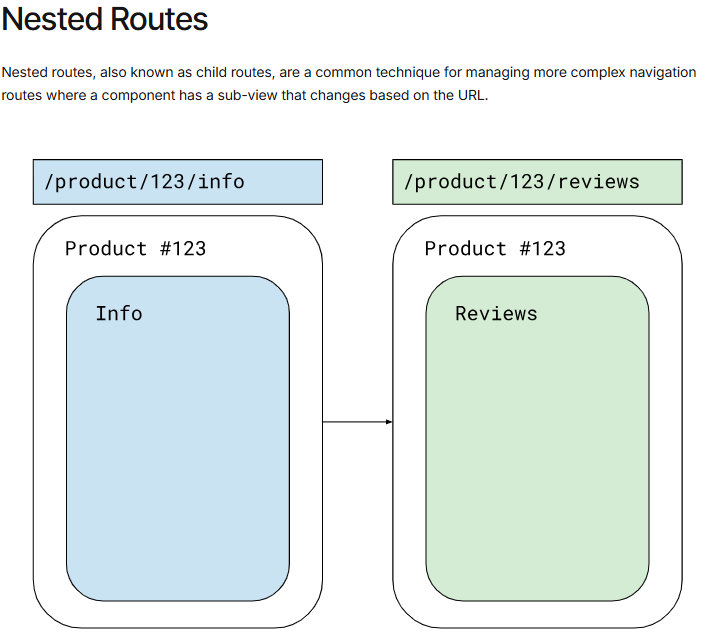 Nested Routes
Nested routes, also known as child routes, are a common technique for managing more complex navigation
routes where a component has a sub-view that changes based on the URL.
/product/123/info
/product/123/reviews
Product #123
Product #123
Info
Reviews